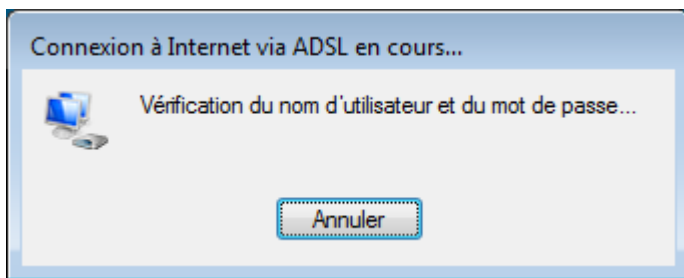 Connexion à Internet via ADSL en cours...
Vérification du nom d'utilisateur et du mot de passe...
Annuler